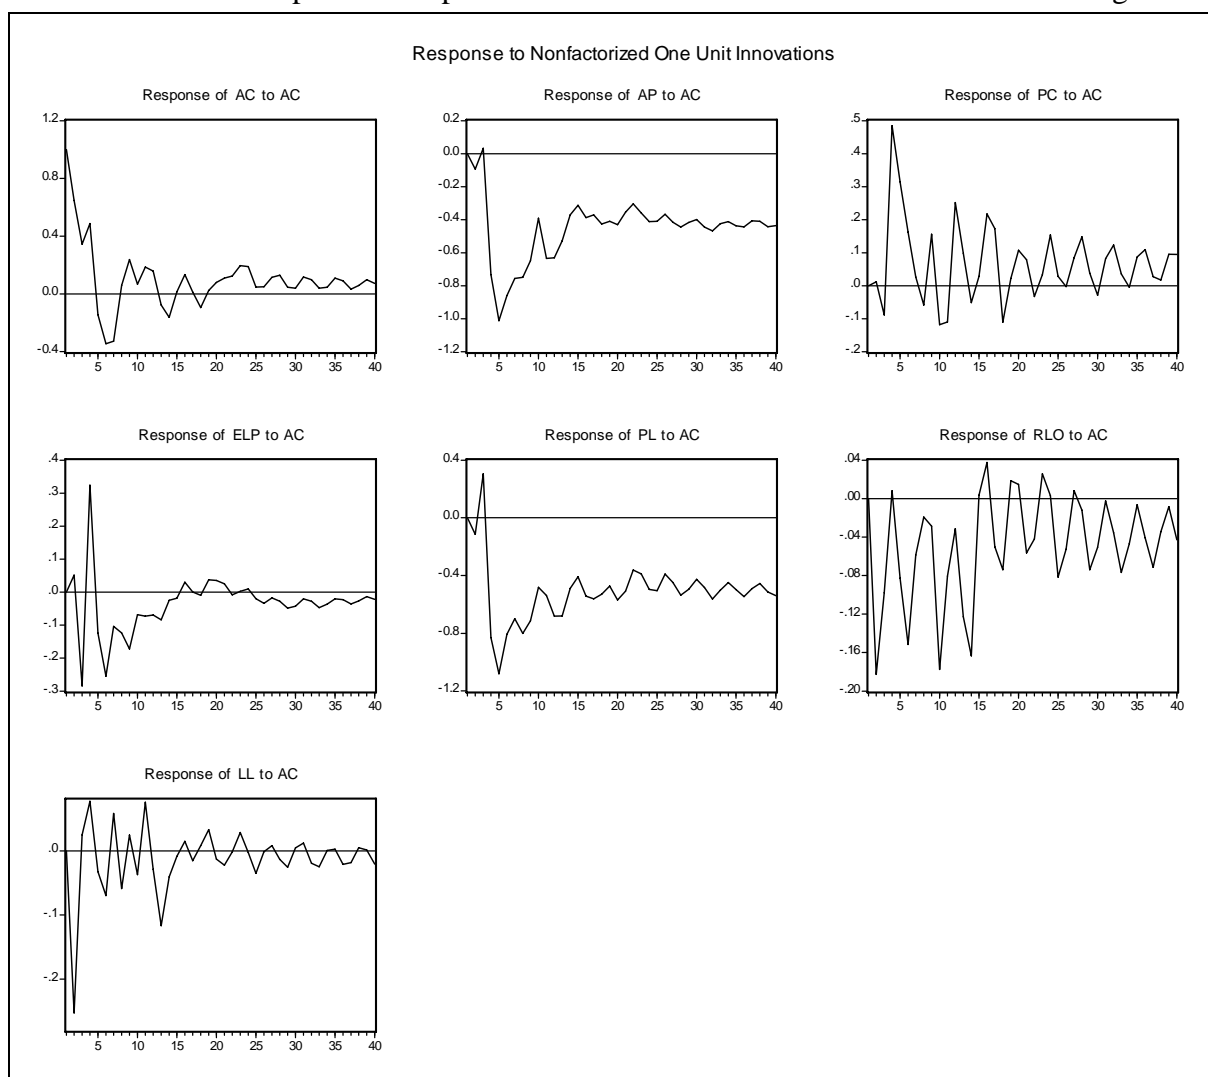 Response to Nonfactorized One Unit Innovations
Response of AC to AC
1.2
0.8
0.4
0.0
-0.4
5 10 15 20 25 30 35 40
Response of AP to AC
0.2
0.0
-0.2
-0.4
-0.6
-0.8
-1.0
-1.2
5 10 15 20 25 30 35 40
Response of PC to AC
.5
.4
.3
.2
.1
.0
-.1
-.2
5 10 15 20 25 30 35 40
Response of ELP to AC
.4
.3
.2
.1
.0
-.1
-.2
-.3
5 10 15 20 25 30 35 40
Response of PL to AC
0.4
0.0
-0.4
-0.8
-1.2
5 10 15 20 25 30 35 40
Response of RLO to AC
.04
.00
-.04
-.08
-.12
-.16
-.20
5 10 15 20 25 30 35 40
Response of LL to AC
.0
-.1
-.2
5 10 15 20 25 30 35 40